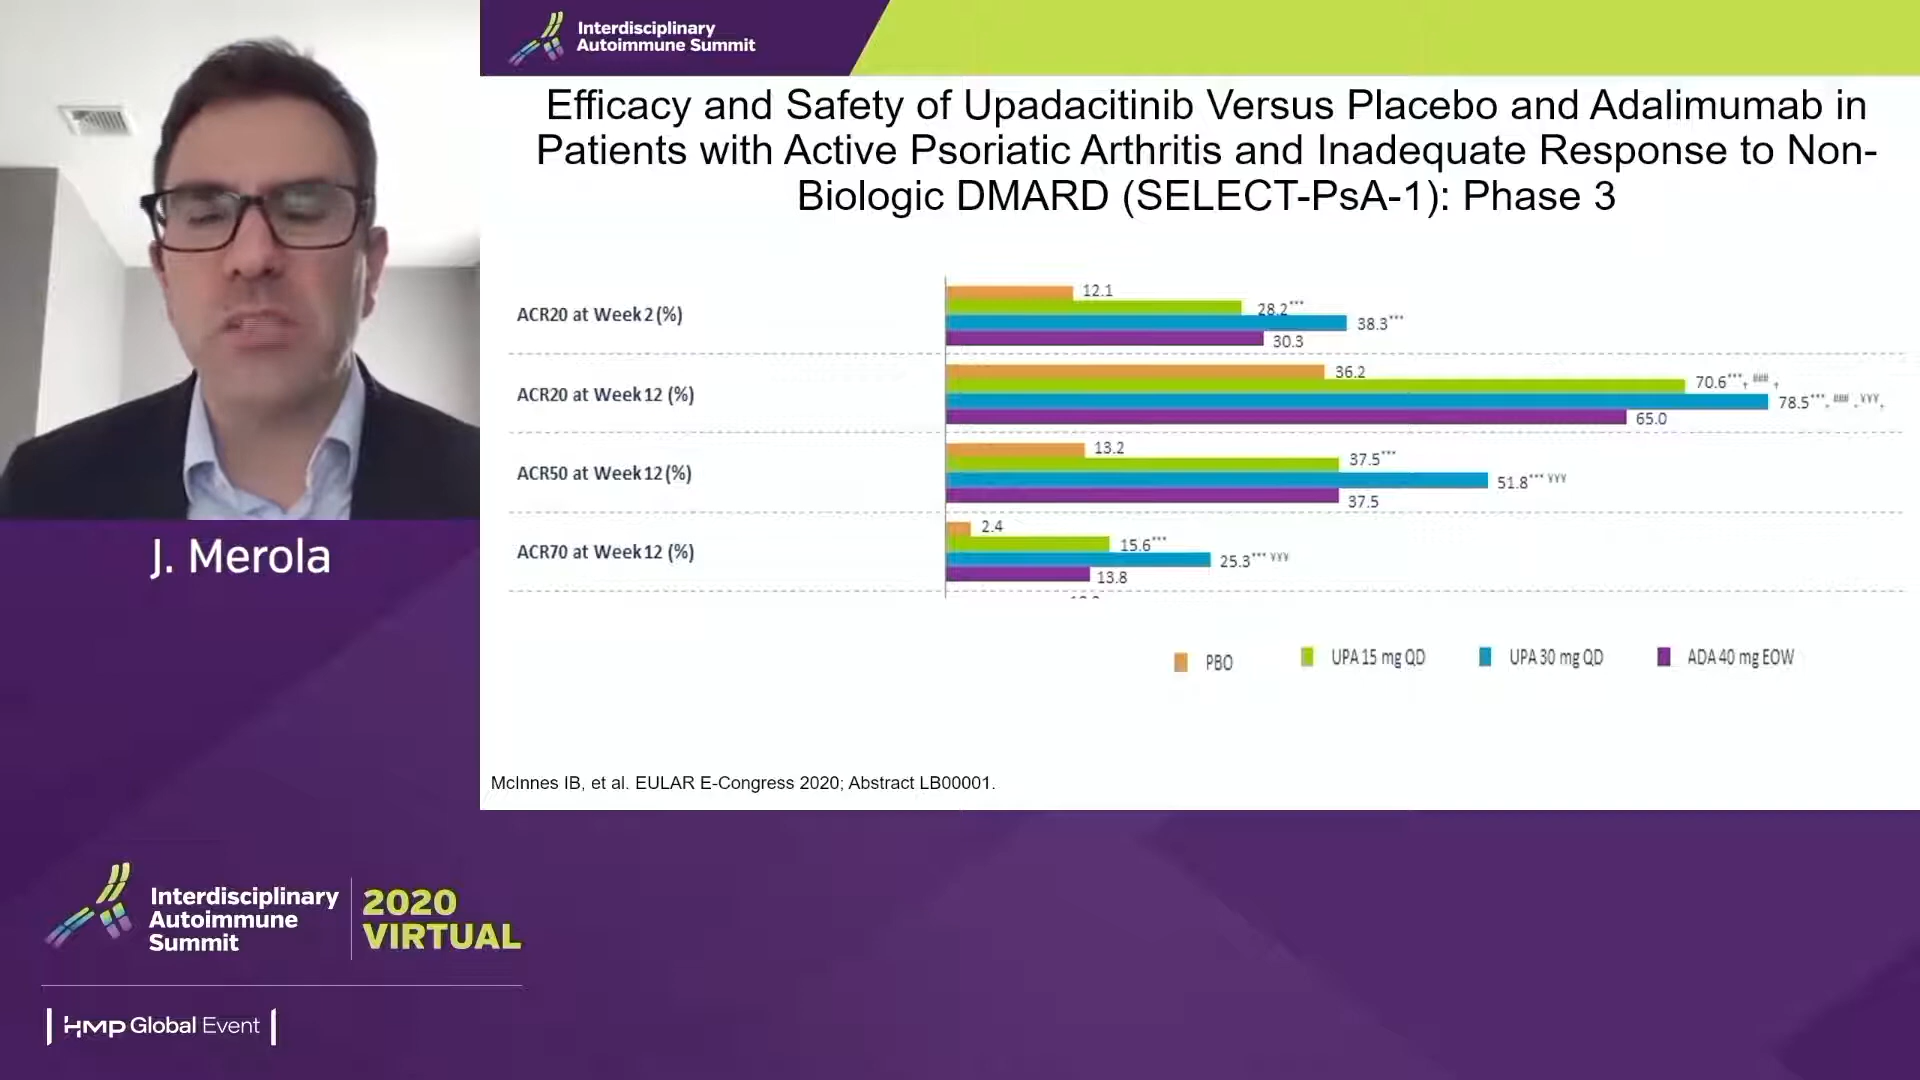 Interdisciplinary
Autoimmune Summit
Efficacy and Safety of Upadacitinib Versus Placebo and Adalimumab in
Patients with Active Psoriatic Arthritis and Inadequate Response to Non-
Biologic DMARD (SELECT-PsA-1): Phase 3
ACR20 at Week 2 (%)
12.1
28.2***
38.3***
30.3
ACR20 at Week 12 (%)
36.2
70.6***, ###, †
78.5***, ###, ¥¥¥,
65.0
ACR50 at Week 12 (%)
13.2
37.5***
51.8*** ¥¥¥
37.5
ACR70 at Week 12 (%)
2.4
15.6***
25.3*** ¥¥¥
13.8
PBO
UPA 15 mg QD
UPA 30 mg QD
ADA 40 mg EOW
McInnes IB, et al. EULAR E-Congress 2020; Abstract LB00001.
J. Merola
Interdisciplinary
Autoimmune
Summit
2020
VIRTUAL
HMP Global Event